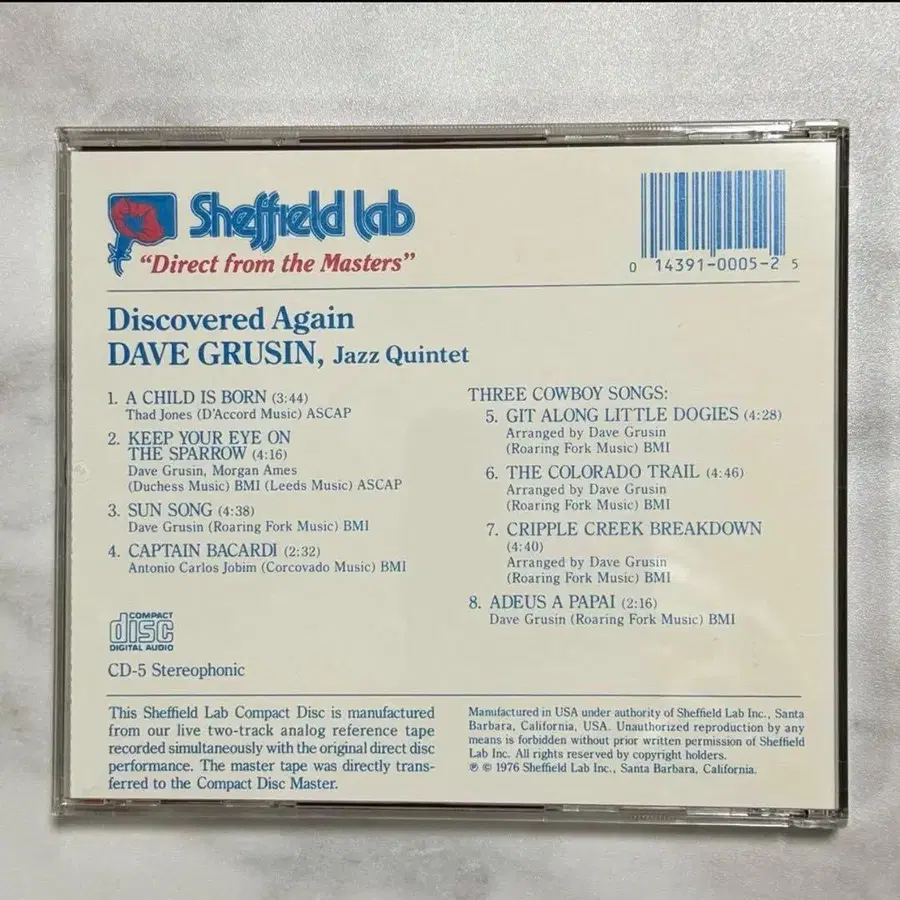 Sheffield Lab
"Direct from the Masters"
0 14391-0005-2 5
Discovered Again
DAVE GRUSIN, Jazz Quintet
1. A CHILD IS BORN (3:44)
Thad Jones (D'Accord Music) ASCAP
2. KEEP YOUR EYE ON
THE SPARROW (4:16)
Dave Grusin, Morgan Ames
(Duchess Music) BMI (Leeds Music) ASCAP
3. SUN SONG (4:38)
Dave Grusin (Roaring Fork Music) BMI
4. CAPTAIN BACARDI (2:32)
Antonio Carlos Jobim (Corcovado Music) BMI
THREE COWBOY SONGS:
5. GIT ALONG LITTLE DOGIES (4:28)
Arranged by Dave Grusin
(Roaring Fork Music) BMI
6. THE COLORADO TRAIL (4:46)
Arranged by Dave Grusin
(Roaring Fork Music) BMI
7. CRIPPLE CREEK BREAKDOWN
(4:40)
Arranged by Dave Grusin
(Roaring Fork Music) BMI
8. ADEUS A PAPAI (2:16)
Dave Grusin (Roaring Fork Music) BMI
COMPACT
disc
DIGITAL AUDIO
CD-5 Stereophonic
This Sheffield Lab Compact Disc is manufactured
from our live two-track analog reference tape
recorded simultaneously with the original direct disc
performance. The master tape was directly trans-
ferred to the Compact Disc Master.
Manufactured in USA under authority of Sheffield Lab Inc., Santa
Barbara, California, USA. Unauthorized reproduction by any
means is forbidden without prior written permission of Sheffield
Lab Inc. All rights reserved by copyright holders.
℗ © 1976 Sheffield Lab Inc., Santa Barbara, California.